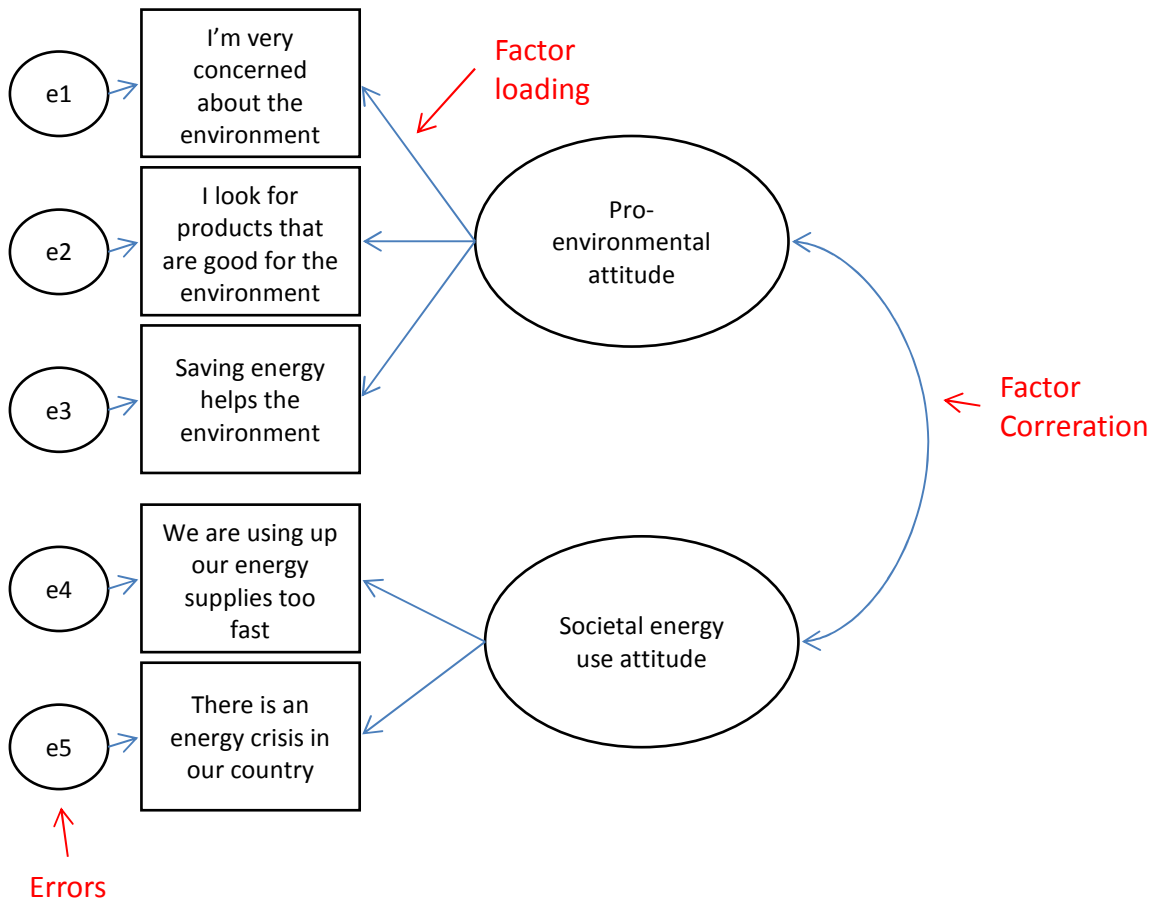 e1
I’m very
concerned
about the
environment
Factor
loading
e2
I look for
products that
are good for the
environment
Pro-
environmental
attitude
e3
Saving energy
helps the
environment
Factor
Correration
e4
We are using up
our energy
supplies too
fast
Societal energy
use attitude
e5
There is an
energy crisis in
our country
Errors